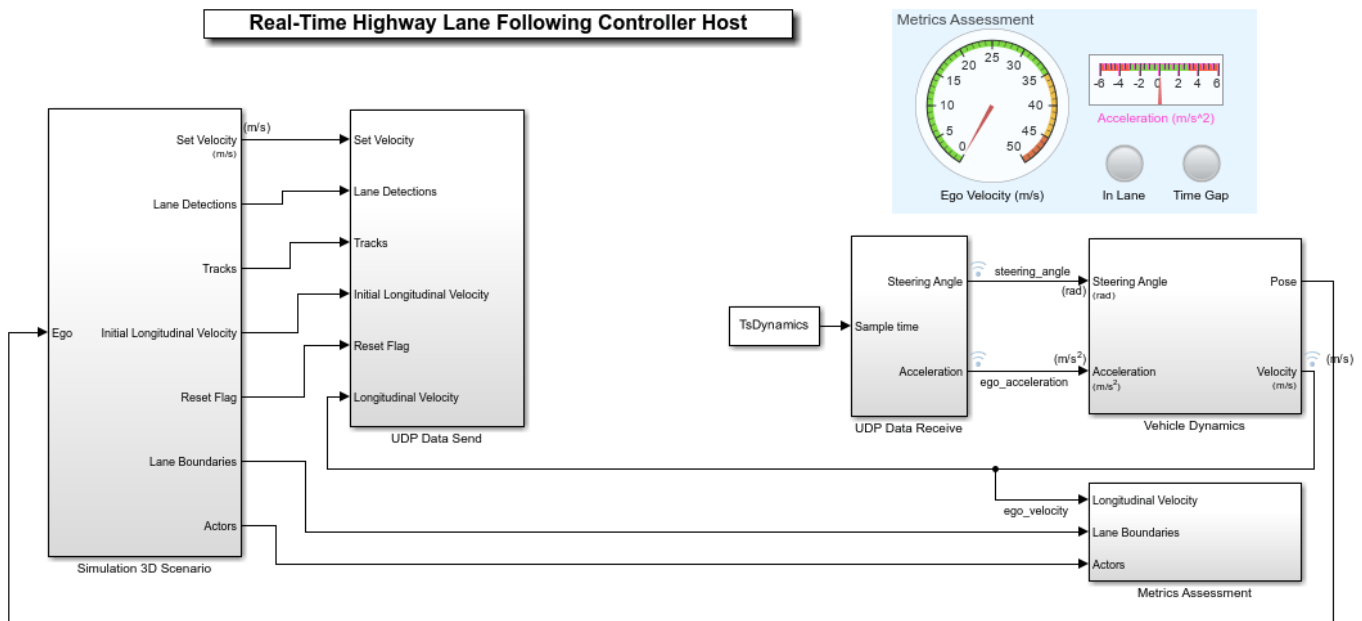 Real-Time Highway Lane Following Controller Host
Metrics Assessment
0 5 10 15 20 25 30 35 40 45 50
Ego Velocity (m/s)
-6 -4 -2 0 2 4 6
Acceleration (m/s^2)
In Lane
Time Gap
Ego
Set Velocity
(m/s)
Lane Detections
Tracks
Initial Longitudinal Velocity
Reset Flag
Lane Boundaries
Actors
Simulation 3D Scenario
(m/s)
Set Velocity
Lane Detections
Tracks
Initial Longitudinal Velocity
Reset Flag
Longitudinal Velocity
UDP Data Send
TsDynamics
Sample time
Steering Angle
Acceleration
UDP Data Receive
steering_angle
(rad)
(m/s²)
ego_acceleration
Steering Angle
(rad)
Acceleration
(m/s²)
Pose
Velocity
(m/s)
Vehicle Dynamics
(m/s)
ego_velocity
Longitudinal Velocity
Lane Boundaries
Actors
Metrics Assessment